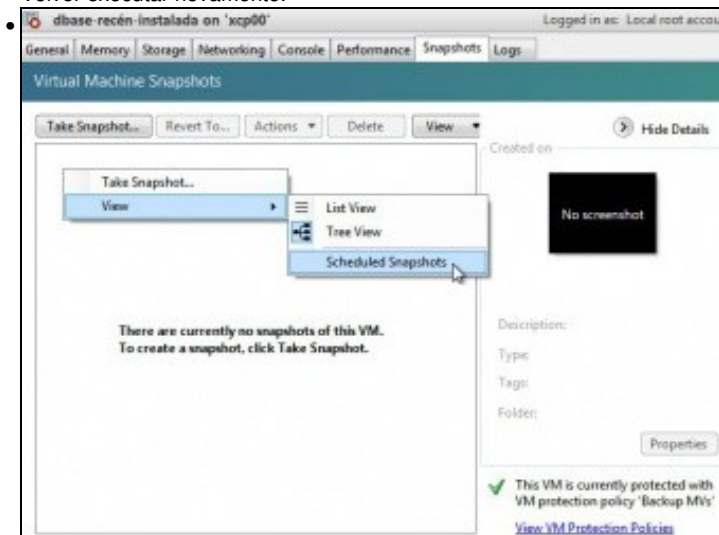 Volver executar novamente.
dbase-recén-instalada on 'xcp00'
Logged in as: Local root accou
General Memory Storage Networking Console Performance Snapshots Logs
Virtual Machine Snapshots
Take Snapshot... Revert To... Actions Delete View
Hide Details
Created on
Take Snapshot...
View
List View
Tree View
Scheduled Snapshots
No screenshot
There are currently no snapshots of this VM.
To create a snapshot, click Take Snapshot.
Description:
Type:
Tags:
Folder:
Properties
This VM is currently protected with
VM protection policy 'Backup MVs'
View VM Protection Policies